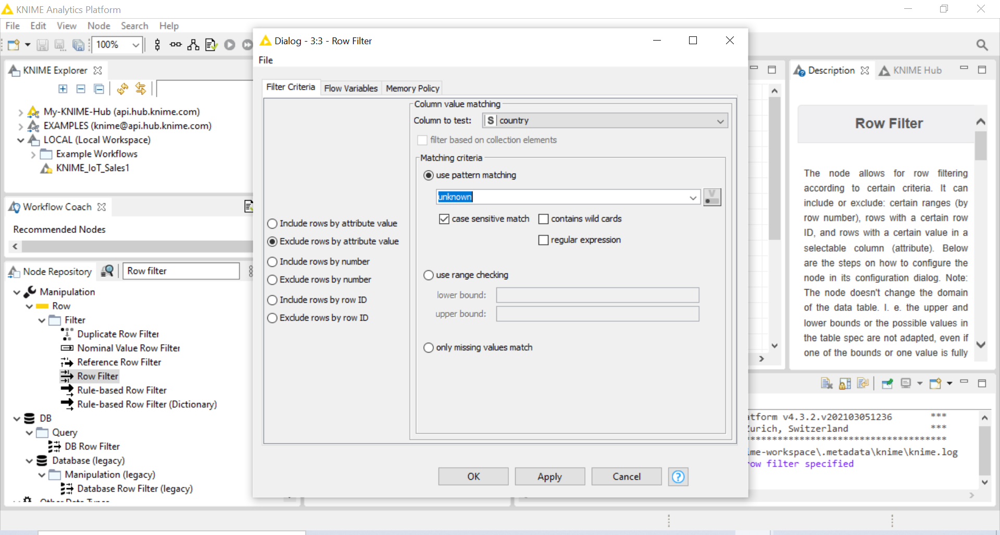 KNIME Analytics Platform
File Edit View Node Search Help
100%
KNIME Explorer
My-KNIME-Hub (api.hub.knime.com)
EXAMPLES (knime@api.hub.knime.com)
LOCAL (Local Workspace)
Example Workflows
KNIME_IoT_Sales1
Workflow Coach
Recommended Nodes
Node Repository
Row filter
Manipulation
Row
Filter
Duplicate Row Filter
Nominal Value Row Filter
Reference Row Filter
Row Filter
Rule-based Row Filter
Rule-based Row Filter (Dictionary)
DB
Query
DB Row Filter
Database (legacy)
Manipulation (legacy)
Database Row Filter (legacy)
Other Data Types
Dialog - 3:3 - Row Filter
File
Filter Criteria Flow Variables Memory Policy
Include rows by attribute value
Exclude rows by attribute value
Include rows by number
Exclude rows by number
Include rows by row ID
Exclude rows by row ID
Column value matching
Column to test: S country
filter based on collection elements
Matching criteria
use pattern matching
unknown
V
case sensitive match contains wild cards
regular expression
use range checking
lower bound:
upper bound:
only missing values match
OK Apply Cancel ?
Description KNIME Hub
Row Filter
The node allows for row filtering
according to certain criteria. It can
include or exclude: certain ranges (by
row number), rows with a certain row
ID, and rows with a certain value in a
selectable column (attribute). Below
are the steps on how to configure the
node in its configuration dialog. Note:
The node doesn't change the domain
of the data table. I. e. the upper and
lower bounds or the possible values in
the table spec are not adapted, even if
one of the bounds or one value is fully
atform v4.3.2.v202103051236 ***
Zurich, Switzerland ***
***********************************
ime-workspace\.metadata\knime\knime.log
row filter specified